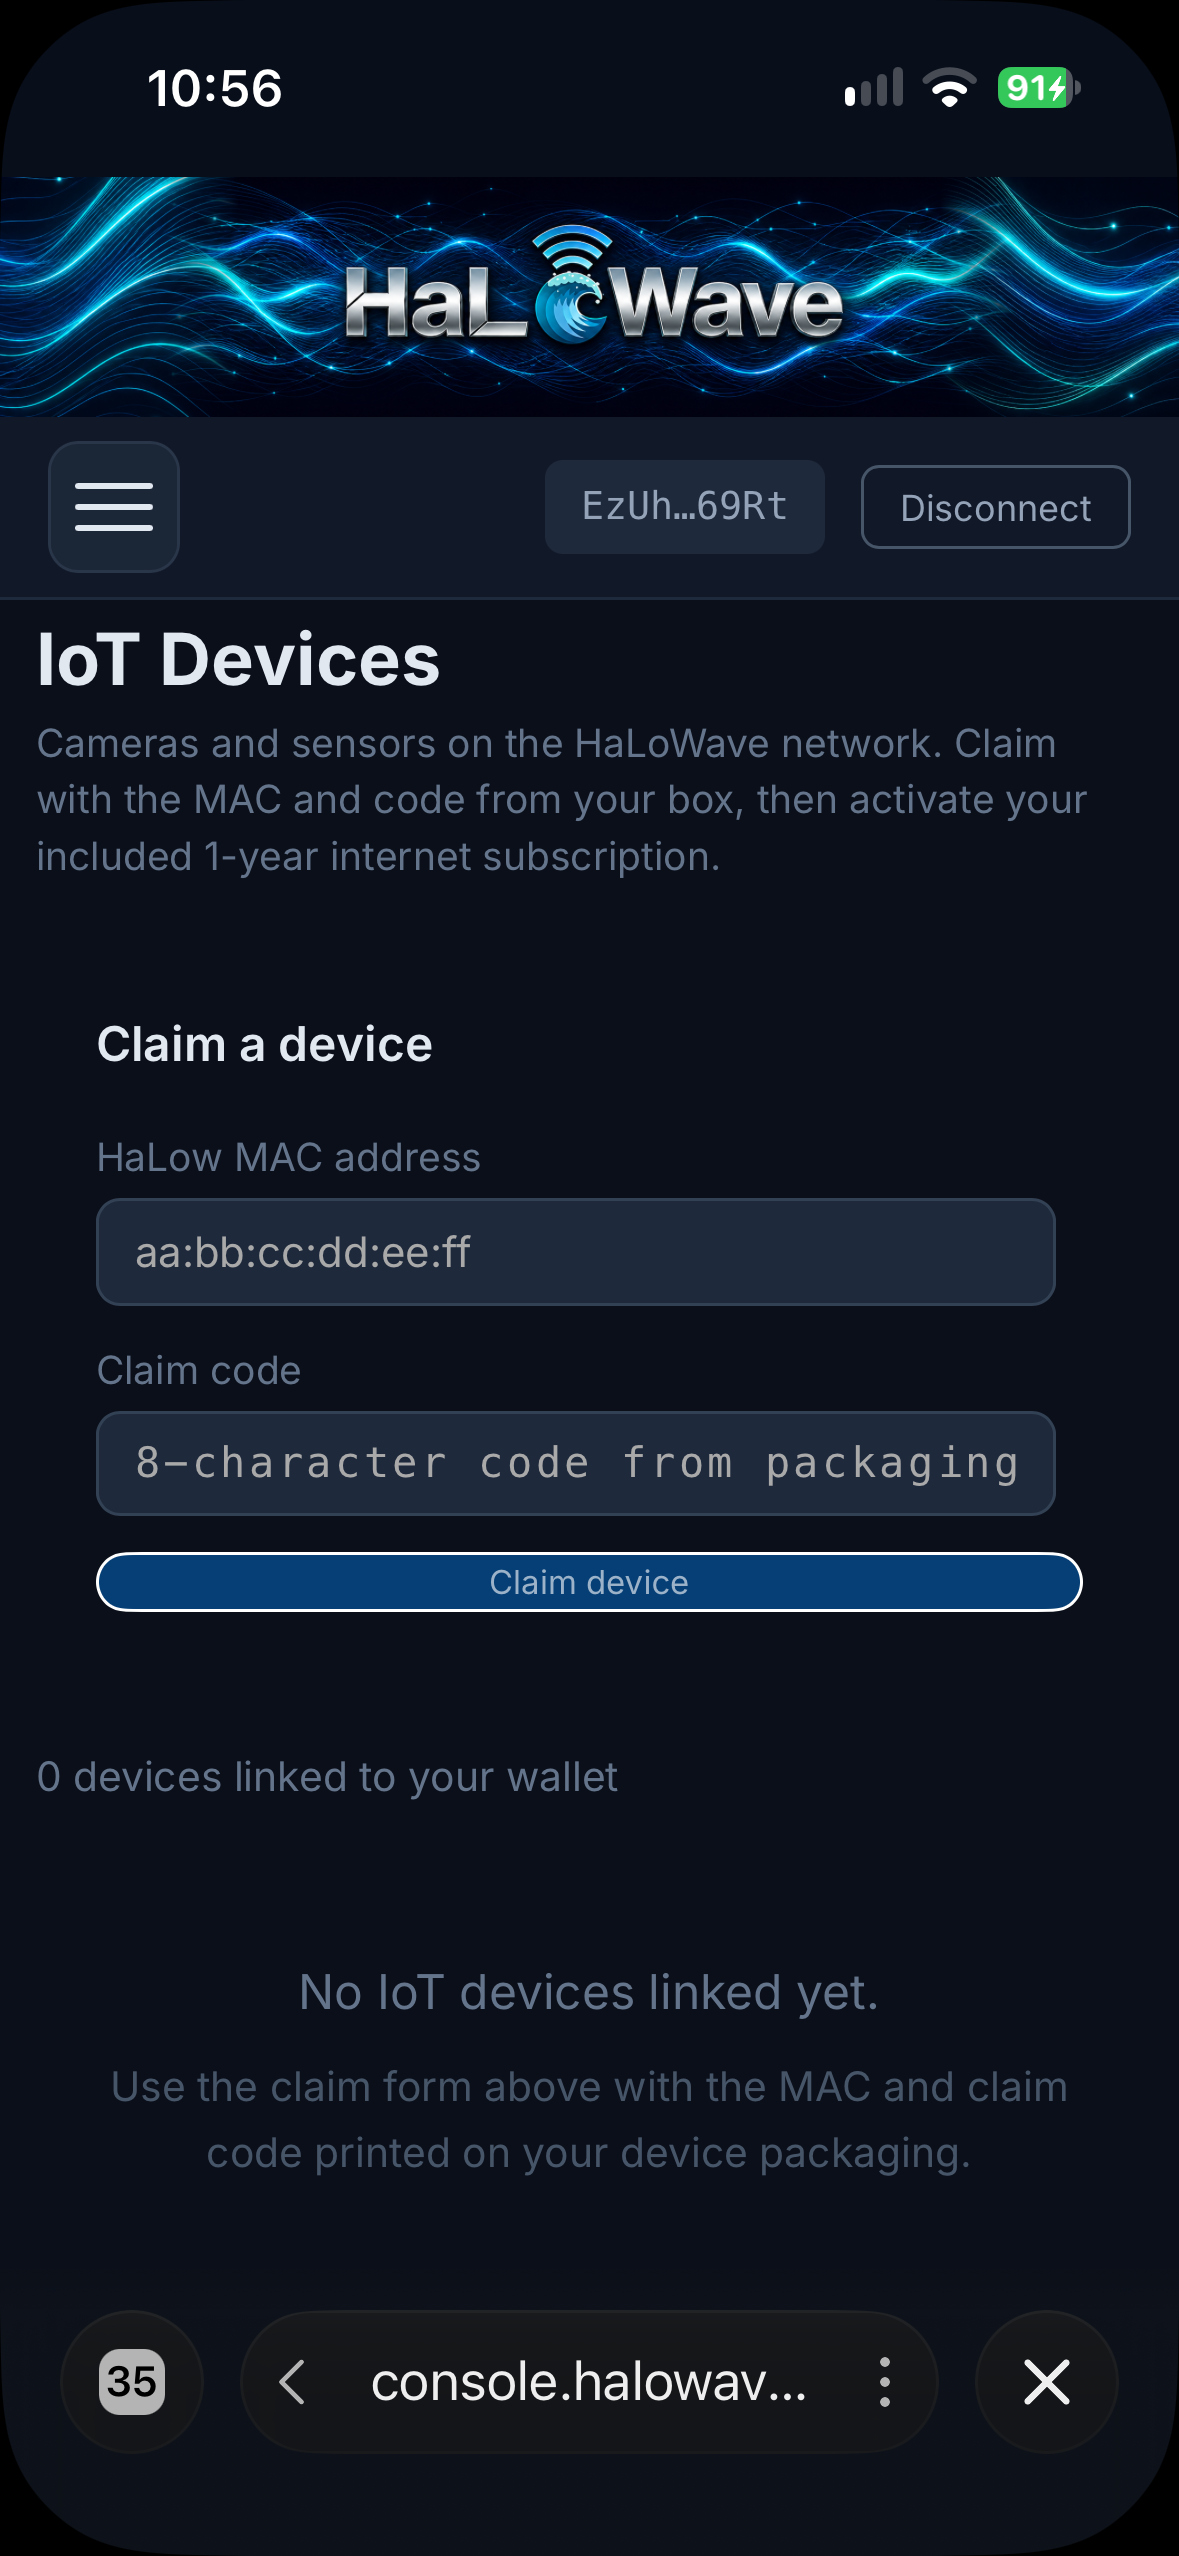 10:56
91
HaLoWave
EzUh…69Rt
Disconnect
IoT Devices
Cameras and sensors on the HaLoWave network. Claim
with the MAC and code from your box, then activate your
included 1-year internet subscription.
Claim a device
HaLow MAC address
aa:bb:cc:dd:ee:ff
Claim code
8-character code from packaging
Claim device
0 devices linked to your wallet
No IoT devices linked yet.
Use the claim form above with the MAC and claim
code printed on your device packaging.
35
console.halowav...